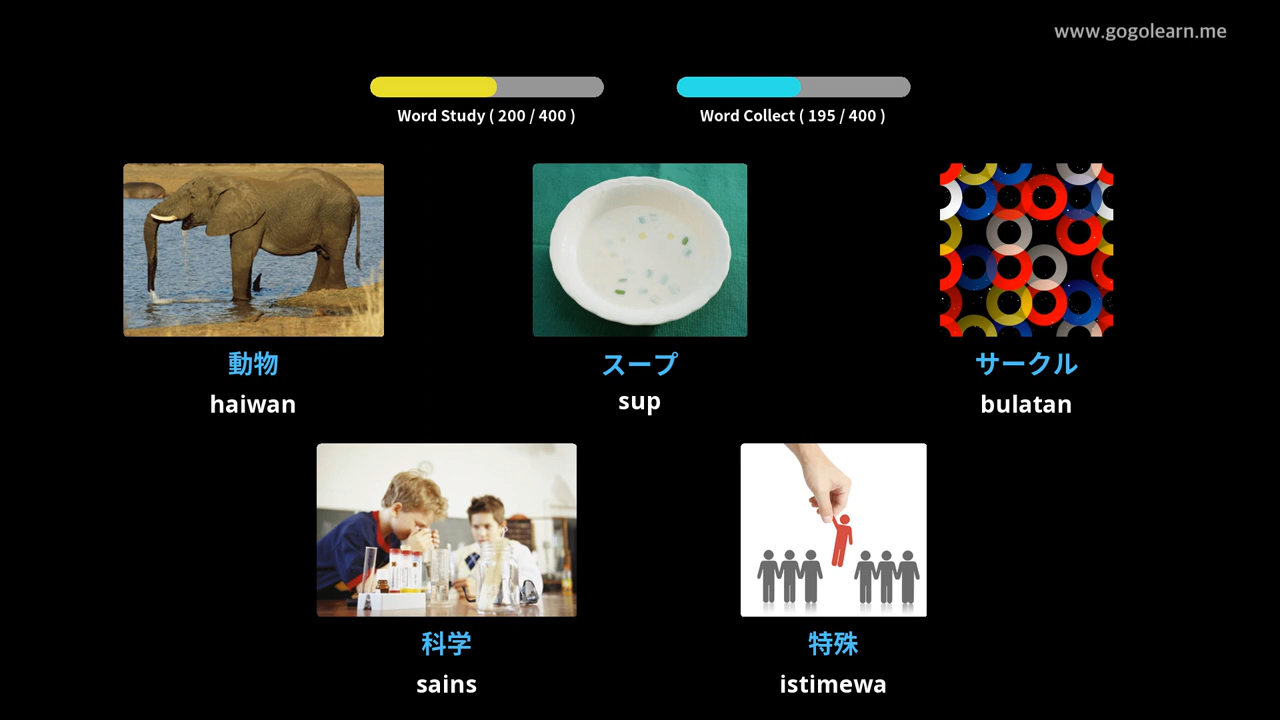 www.gogolearn.me
Word Study ( 200 / 400 )
Word Collect ( 195 / 400 )
動物
haiwan
スープ
sup
サークル
bulatan
科学
sains
特殊
istimewa